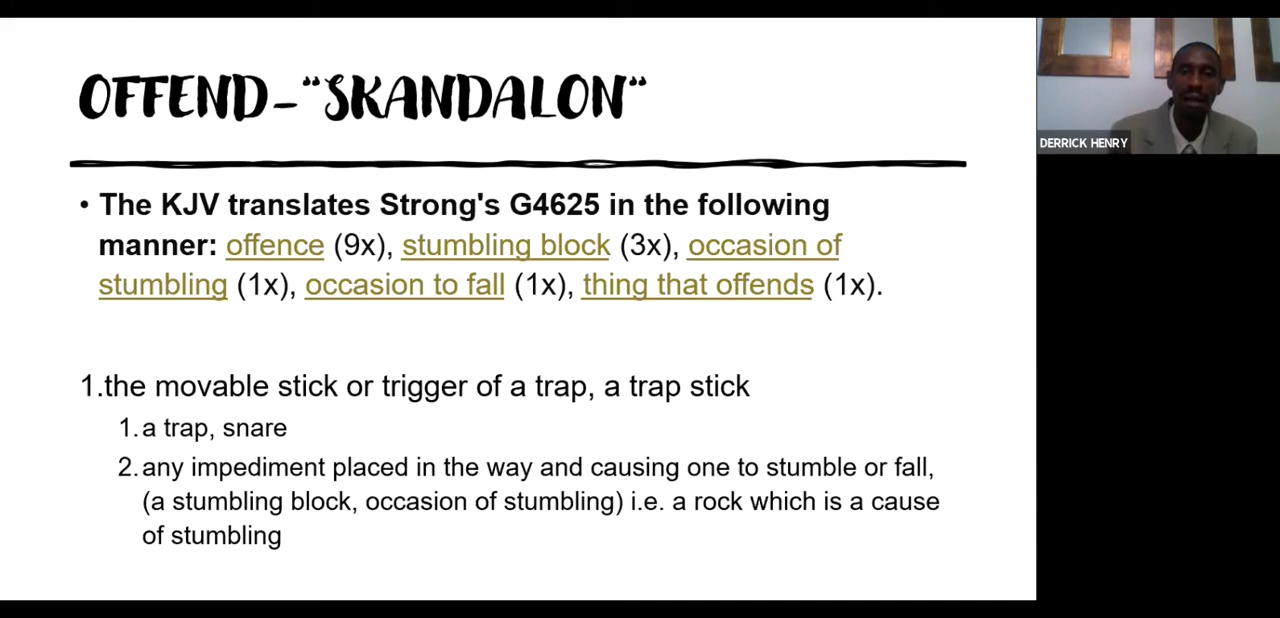 OFFEND-"SKANDALON"
DERRICK HENRY
• The KJV translates Strong's G4625 in the following
manner: offence (9x), stumbling block (3x), occasion of
stumbling (1x), occasion to fall (1x), thing that offends (1x).
1.the movable stick or trigger of a trap, a trap stick
1. a trap, snare
2. any impediment placed in the way and causing one to stumble or fall,
(a stumbling block, occasion of stumbling) i.e. a rock which is a cause
of stumbling